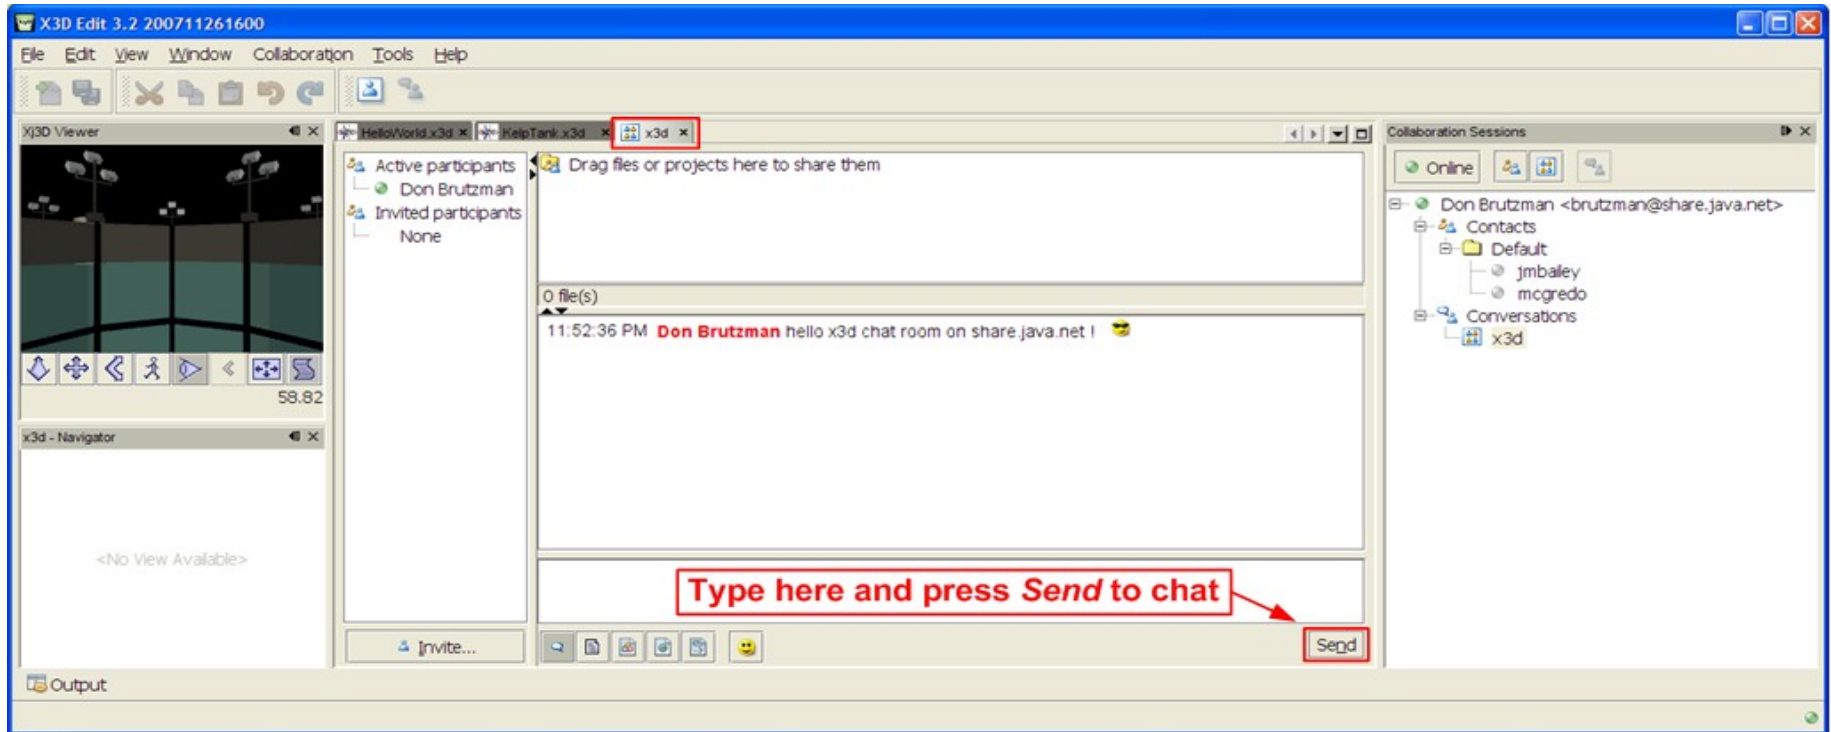 X3D Edit 3.2 200711261600
File Edit View Window Collaboration Tools Help
Xj3D Viewer
58.82
x3d - Navigator
<No View Available>
HelloWorld.x3d
KelpTank.x3d
x3d
Active participants
Don Brutzman
Invited participants
None
Invite...
Drag files or projects here to share them
0 file(s)
11:52:36 PM Don Brutzman hello x3d chat room on share.java.net !
Type here and press Send to chat
Send
Collaboration Sessions
Online
Don Brutzman <brutzman@share.java.net>
Contacts
Default
jmbailey
mcgredo
Conversations
x3d
Output